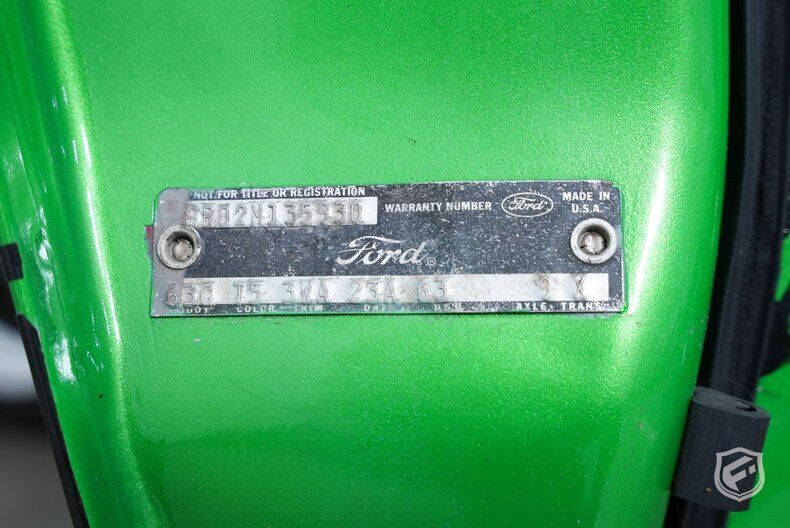 NOT FOR TITLE OR REGISTRATION
9R02N135930 WARRANTY NUMBER Ford MADE IN U.S.A.
Ford
63C T5 3WA 23A 63 9 X
BODY COLOR TRIM DATE DSO AXLE TRANS